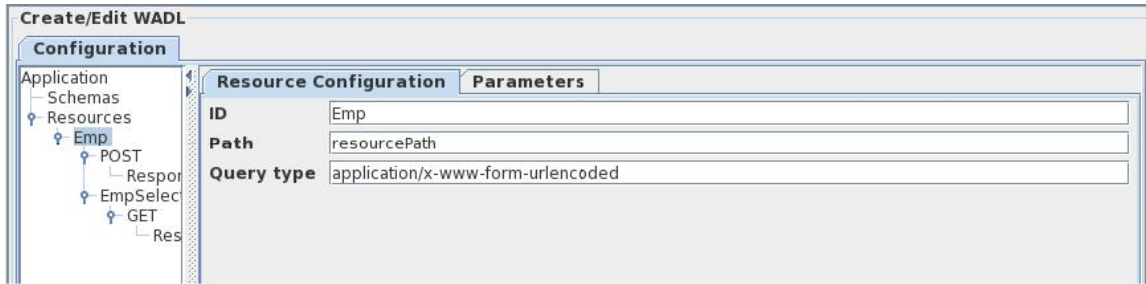 Create/Edit WADL
Configuration
Application
Schemas
Resources
Emp
POST
Respor
EmpSelect
GET
Res
Resource Configuration
Parameters
ID
Emp
Path
resourcePath
Query type
application/x-www-form-urlencoded